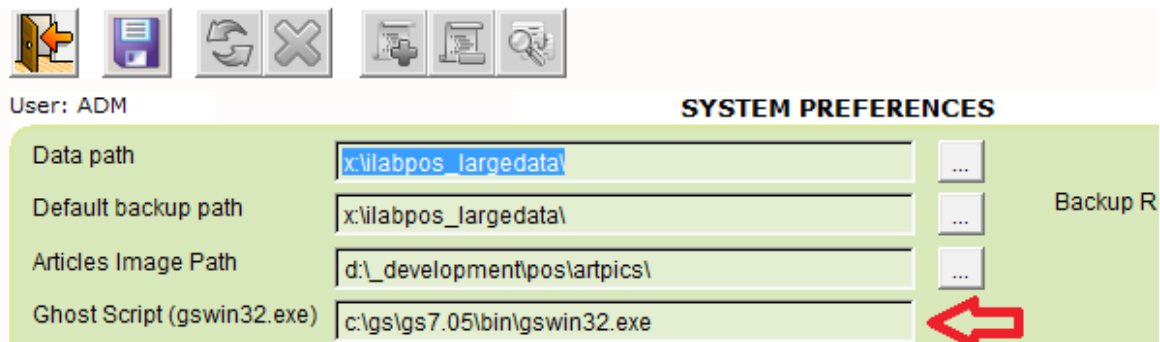 User: ADM
SYSTEM PREFERENCES
Data path
x:\ilabpos_largedata\
...
Default backup path
x:\ilabpos_largedata\
...
Backup R
Articles Image Path
d:\_development\pos\artpics\
...
Ghost Script (gswin32.exe)
c:\gs\gs7.05\bin\gswin32.exe